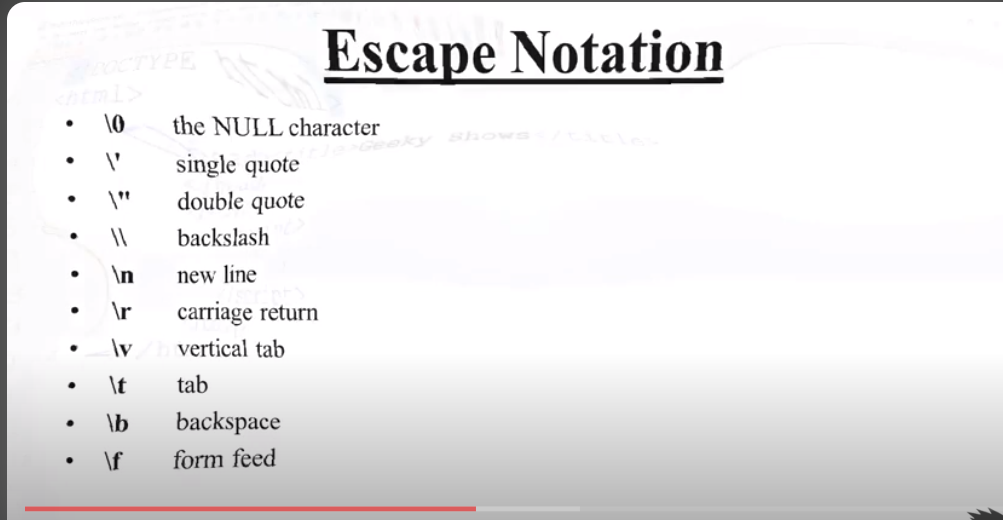 Escape Notation
• \0 the NULL character
• \' single quote
• \" double quote
• \\ backslash
• \n new line
• \r carriage return
• \v vertical tab
• \t tab
• \b backspace
• \f form feed